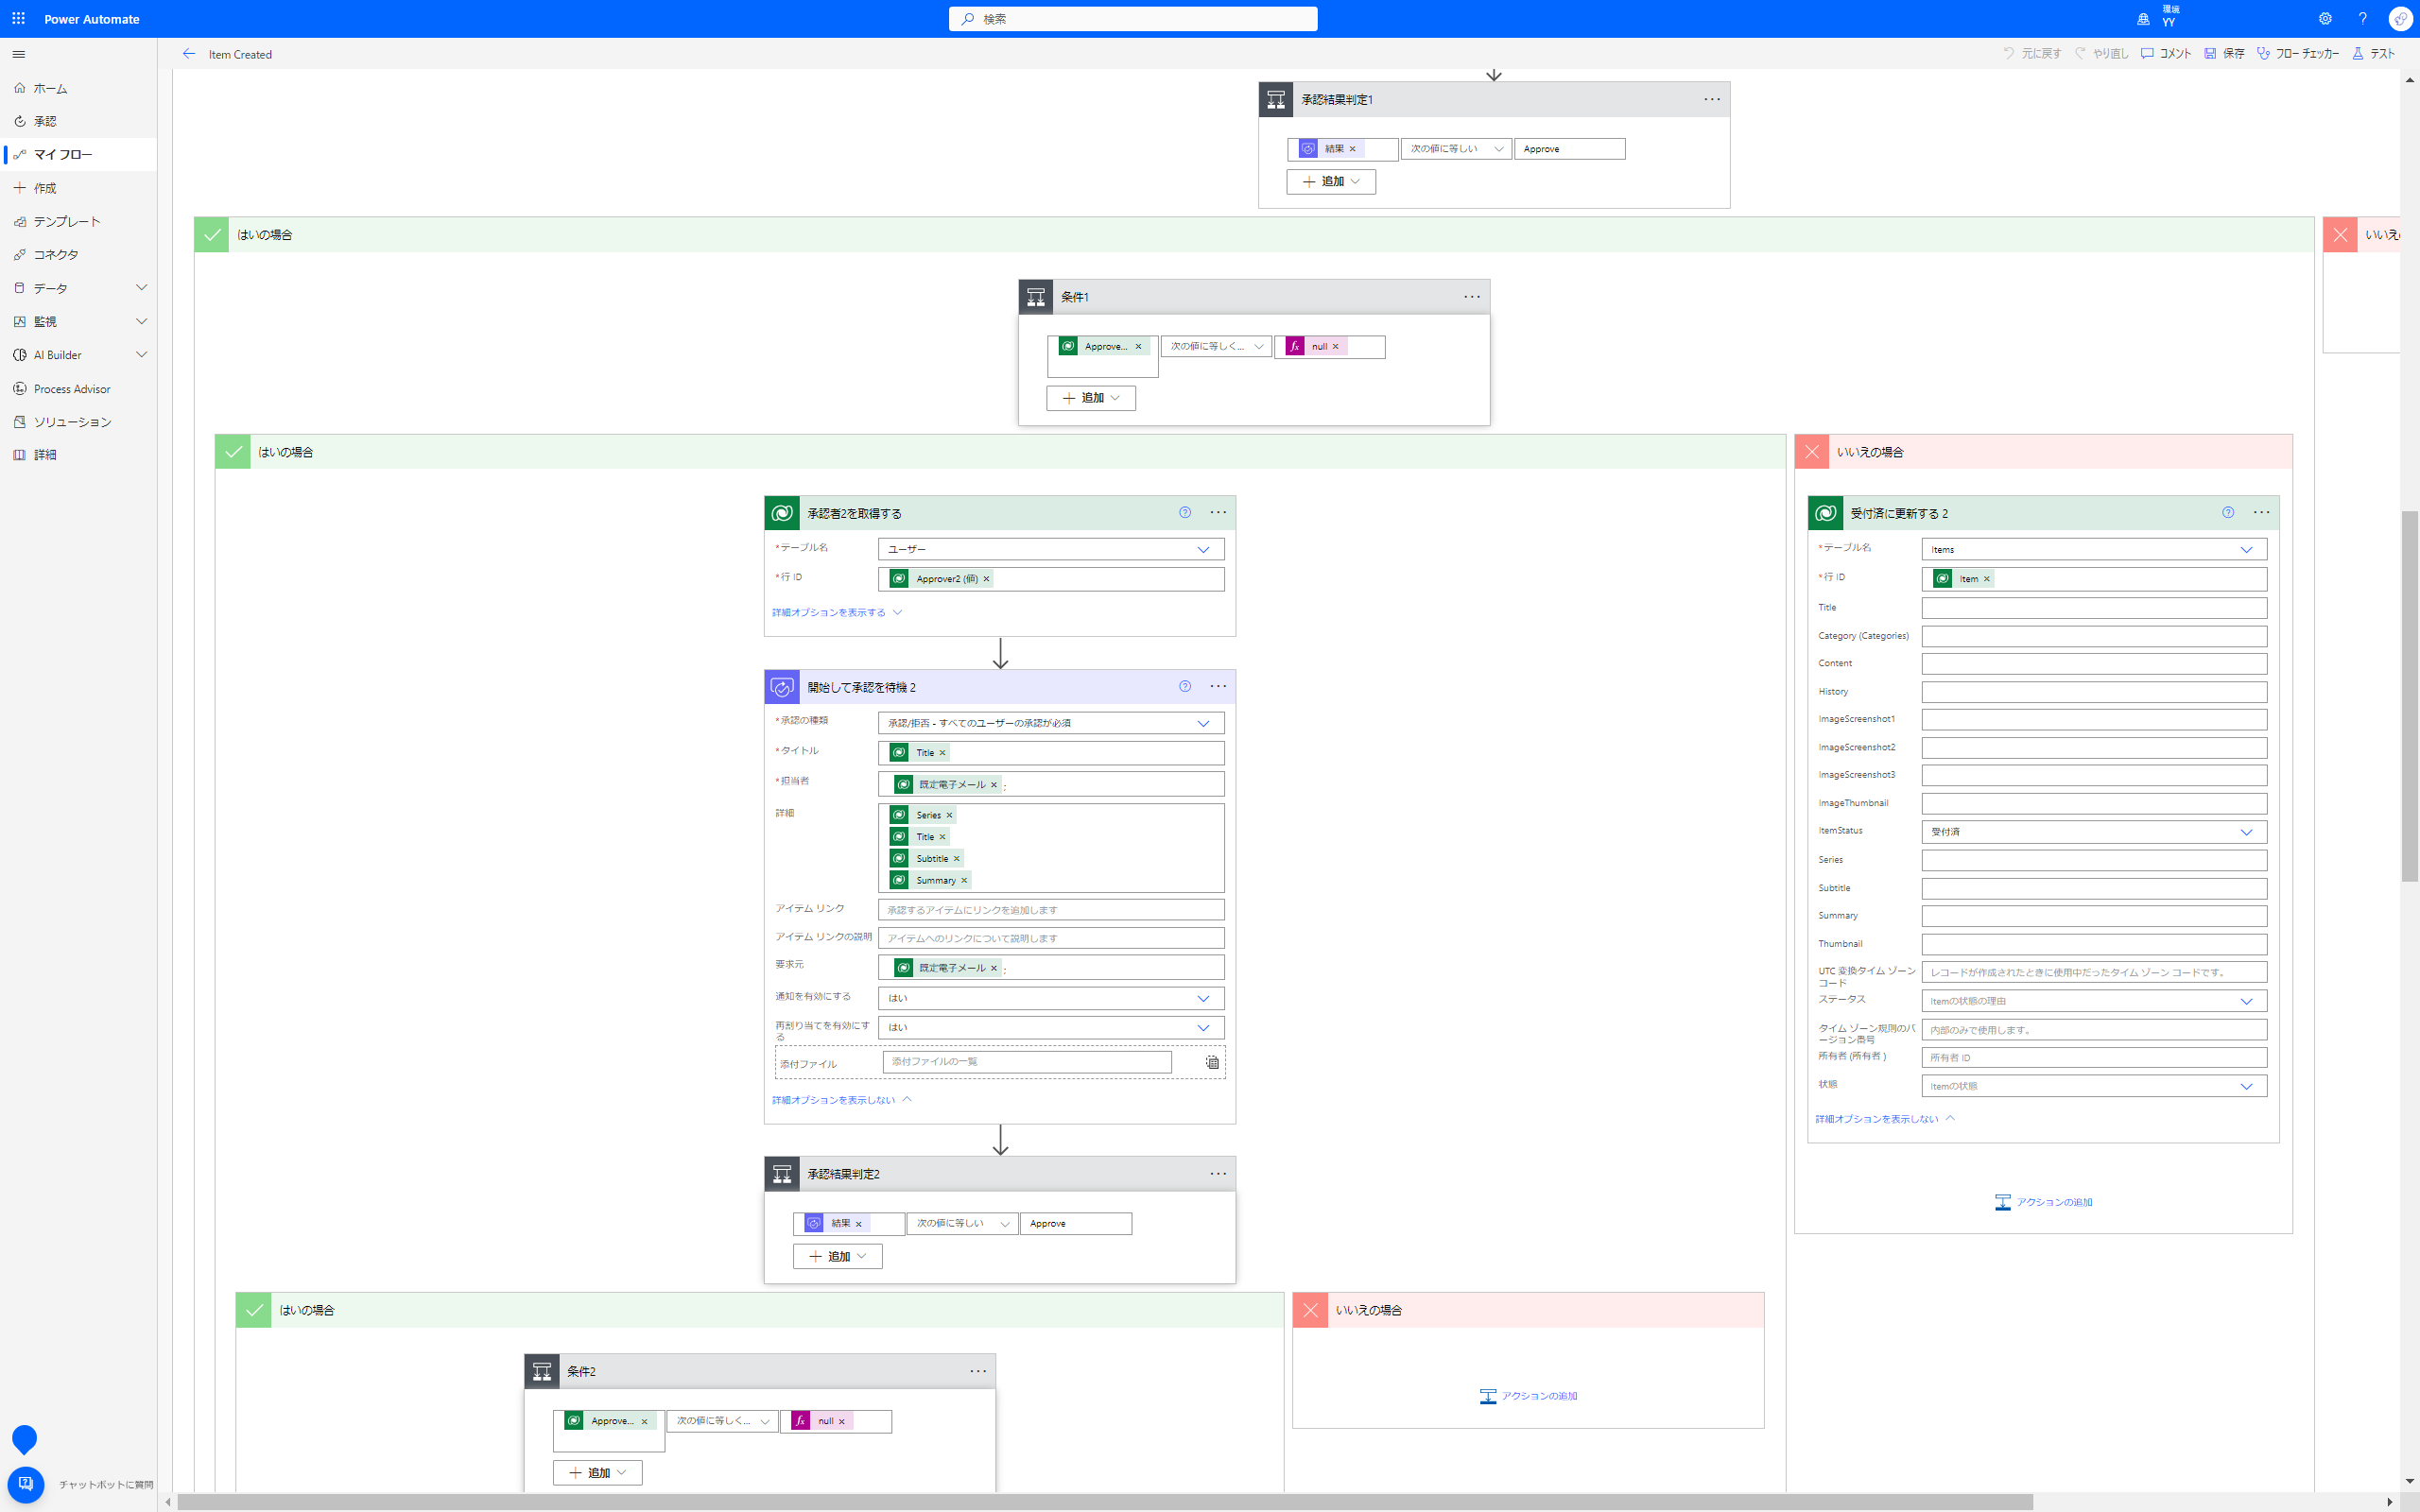 Power Automate
検索
環境
YY
Item Created
元に戻す
やり直し
コメント
保存
フロー チェッカー
テスト
ホーム
承認
マイ フロー
作成
テンプレート
コネクタ
データ
監視
AI Builder
Process Advisor
ソリューション
詳細
承認結果判定1
結果
次の値に等しい
Approve
追加
はいの場合
いいえ
条件1
Approve...
次の値に等しく...
null
追加
はいの場合
いいえの場合
承認者2を取得する
*テーブル名
ユーザー
*行 ID
Approver2 (値)
詳細オプションを表示する
開始して承認を待機 2
*承認の種類
承認/拒否 - すべてのユーザーの承認が必須
*タイトル
Title
*担当者
既定電子メール ;
詳細
Series
Title
Subtitle
Summary
アイテム リンク
承認するアイテムにリンクを追加します
アイテム リンクの説明
アイテムへのリンクについて説明します
要求元
既定電子メール ;
通知を有効にする
はい
再割り当てを有効にす
る
はい
添付ファイル
添付ファイルの一覧
詳細オプションを表示しない
受付済に更新する 2
*テーブル名
Items
*行 ID
Item
Title
Category (Categories)
Content
History
ImageScreenshot1
ImageScreenshot2
ImageScreenshot3
ImageThumbnail
ItemStatus
受付済
Series
Subtitle
Summary
Thumbnail
UTC 変換タイム ゾーン
コード
レコードが作成されたときに使用中だったタイム ゾーン コードです。
ステータス
Itemの状態の理由
タイム ゾーン規則のバ
ージョン番号
内部のみで使用します。
所有者 (所有者 )
所有者 ID
状態
Itemの状態
詳細オプションを表示しない
アクションの追加
承認結果判定2
結果
次の値に等しい
Approve
追加
はいの場合
いいえの場合
条件2
Approve...
次の値に等しく...
null
追加
アクションの追加
チャットボットに質問